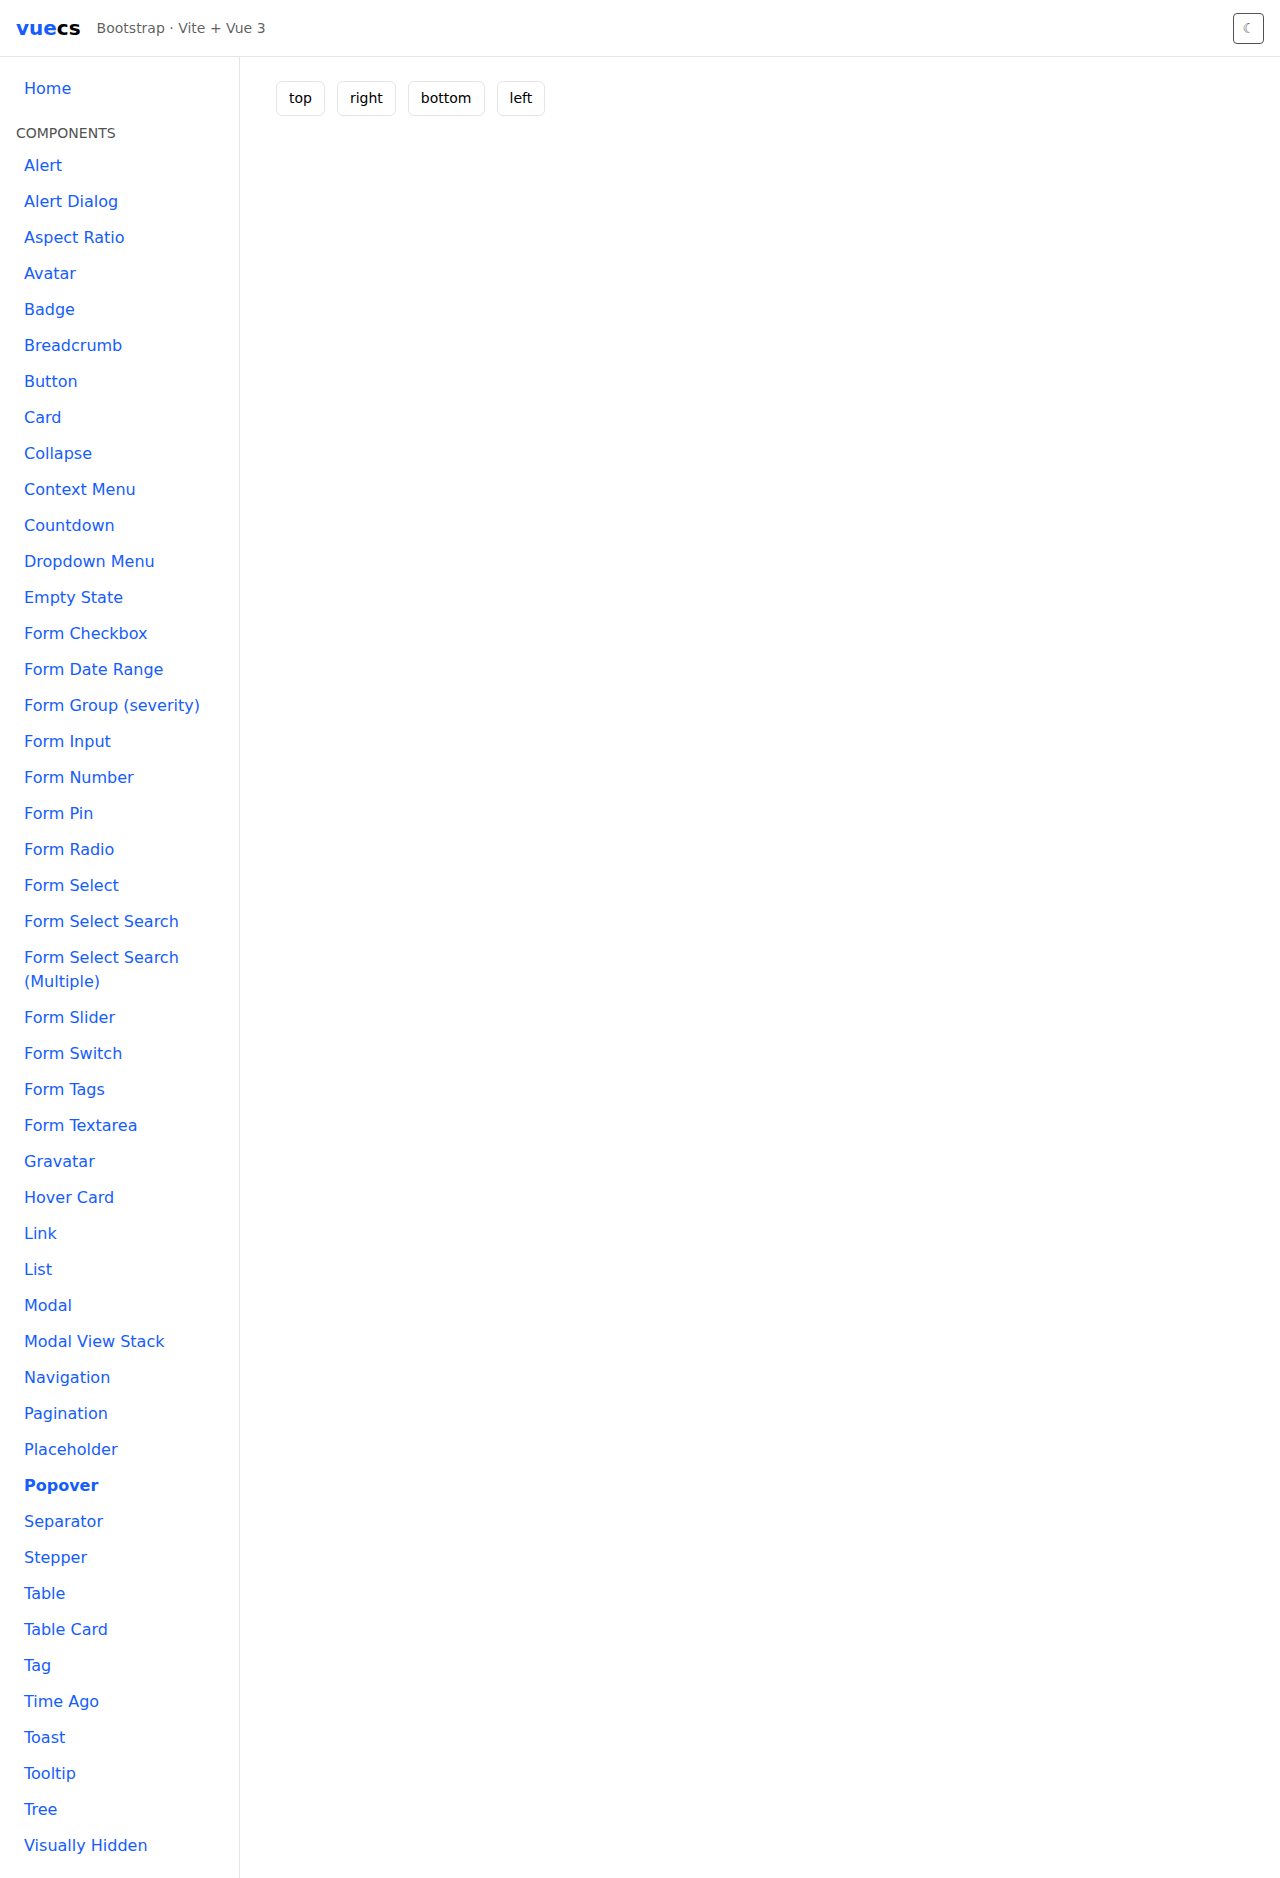 vuecs Bootstrap · Vite + Vue 3
Home
COMPONENTS
Alert
Alert Dialog
Aspect Ratio
Avatar
Badge
Breadcrumb
Button
Card
Collapse
Context Menu
Countdown
Dropdown Menu
Empty State
Form Checkbox
Form Date Range
Form Group (severity)
Form Input
Form Number
Form Pin
Form Radio
Form Select
Form Select Search
Form Select Search
(Multiple)
Form Slider
Form Switch
Form Tags
Form Textarea
Gravatar
Hover Card
Link
List
Modal
Modal View Stack
Navigation
Pagination
Placeholder
Popover
Separator
Stepper
Table
Table Card
Tag
Time Ago
Toast
Tooltip
Tree
Visually Hidden
top right bottom left